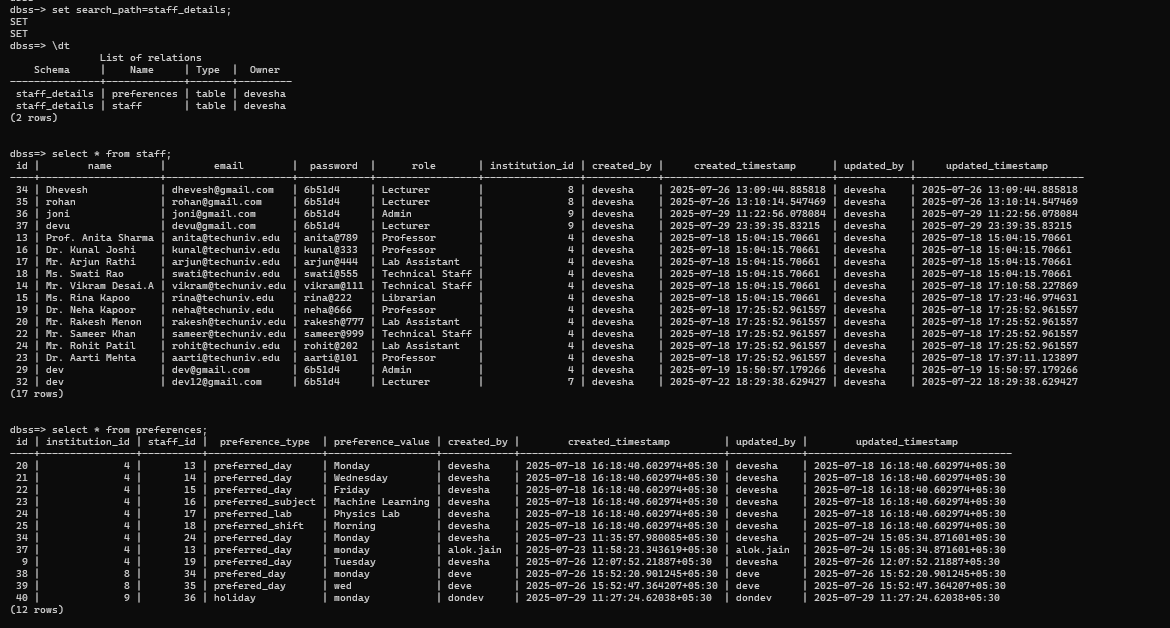 dbss-> set search_path=staff_details;
SET
SET
dbss=> \dt
List of relations
Schema | Name | Type | Owner
---------------+-------------+-------+---------
staff_details | preferences | table | devesha
staff_details | staff | table | devesha
(2 rows)
dbss=> select * from staff;
id | name | email | password | role | institution_id | created_by | created_timestamp | updated_by | updated_timestamp
34 | Dhevesh | dhevesh@gmail.com | 6b51d4 | Lecturer | 8 | devesha | 2025-07-26 13:09:44.885818 | devesha | 2025-07-26 13:09:44.885818
35 | rohan | rohan@gmail.com | 6b51d4 | Lecturer | 8 | devesha | 2025-07-26 13:10:14.547469 | devesha | 2025-07-26 13:10:14.547469
36 | joni | joni@gmail.com | 6b51d4 | Admin | 9 | devesha | 2025-07-29 11:22:56.078084 | devesha | 2025-07-29 11:22:56.078084
37 | devu | devu@gmail.com | 6b51d4 | Lecturer | 9 | devesha | 2025-07-23 23:39:35.83215 | devesha | 2025-07-29 23:39:35.83215
13 | Prof. Anita Sharma | anita@techuniv.edu | anita@789 | Professor | 4 | devesha | 2025-07-18 15:04:15.70661 | devesha | 2025-07-18 15:04:15.70661
16 | Dr. Kunal Joshi | kunal@techuniv.edu | kunal@333 | Professor | 4 | devesha | 2025-07-18 15:04:15.70661 | devesha | 2025-07-18 15:04:15.70661
17 | Mr. Arjun Rathi | arjun@techuniv.edu | arjun@444 | Lab Assistant | 4 | devesha | 2025-07-18 15:04:15.70661 | devesha | 2025-07-18 15:04:15.70661
18 | Ms. Swati Rao | swati@techuniv.edu | swati@555 | Technical Staff | 4 | devesha | 2025-07-18 15:04:15.70661 | devesha | 2025-07-18 15:04:15.70661
14 | Mr. Vikram Desai.A | vikram@techuniv.edu | vikram@111 | Technical Staff | 4 | devesha | 2025-07-18 15:04:15.70661 | devesha | 2025-07-18 17:10:58.227869
15 | Ms. Rina Kapoo | rina@techuniv.edu | rina@222 | Librarian | 4 | devesha | 2025-07-18 15:04:15.70661 | devesha | 2025-07-18 17:23:46.974631
19 | Dr. Neha Kapoor | neha@techuniv.edu | neha@666 | Professor | 4 | devesha | 2025-07-18 17:25:52.961557 | devesha | 2025-07-18 17:25:52.961557
20 | Mr. Rakesh Menon | rakesh@techuniv.edu | rakesh@777 | Lab Assistant | 4 | devesha | 2025-07-18 17:25:52.961557 | devesha | 2025-07-18 17:25:52.961557
22 | Mr. Sameer Khan | sameer@techuniv.edu | sameer@999 | Technical Staff | 4 | devesha | 2025-07-18 17:25:52.961557 | devesha | 2025-07-18 17:25:52.961557
24 | Mr. Rohit Patil | rohit@techuniv.edu | rohit@202 | Lab Assistant | 4 | devesha | 2025-07-18 17:25:52.961557 | devesha | 2025-07-18 17:25:52.961557
23 | Dr. Aarti Mehta | aarti@techuniv.edu | aarti@101 | Professor | 4 | devesha | 2025-07-18 17:25:52.961557 | devesha | 2025-07-18 17:37:11.123897
29 | dev | dev@gmail.com | 6b51d4 | Admin | 4 | devesha | 2025-07-19 15:50:57.179266 | devesha | 2025-07-19 15:50:57.179266
32 | dev | dev12@gmail.com | 6b51d4 | Lecturer | 7 | devesha | 2025-07-22 18:29:38.629427 | devesha | 2025-07-22 18:29:38.629427
(17 rows)
dbss=> select * from preferences;
id | institution_id | staff_id | preference_type | preference_value | created_by | created_timestamp | updated_by | updated_timestamp
20 | 4 | 13 | preferred_day | Monday | devesha | 2025-07-18 16:18:40.602974+05:30 | devesha | 2025-07-18 16:18:40.602974+05:30
21 | 4 | 14 | preferred_day | Wednesday | devesha | 2025-07-18 16:18:40.602974+05:30 | devesha | 2025-07-18 16:18:40.602974+05:30
22 | 4 | 15 | preferred_day | Friday | devesha | 2025-07-18 16:18:40.602974+05:30 | devesha | 2025-07-18 16:18:40.602974+05:30
23 | 4 | 16 | preferred_subject | Machine Learning | devesha | 2025-07-18 16:18:40.602974+05:30 | devesha | 2025-07-18 16:18:40.602974+05:30
24 | 4 | 17 | preferred_lab | Physics Lab | devesha | 2025-07-18 16:18:40.602974+05:30 | devesha | 2025-07-18 16:18:40.602974+05:30
25 | 4 | 18 | preferred_shift | Morning | devesha | 2025-07-18 16:18:40.602974+05:30 | devesha | 2025-07-18 16:18:40.602974+05:30
34 | 4 | 24 | preferred_day | monday | devesha | 2025-07-23 11:35:57.980085+05:30 | devesha | 2025-07-24 15:05:34.871601+05:30
37 | 4 | 13 | preferred_day | monday | alok.jain | 2025-07-23 11:58:23.343619+05:30 | alok.jain | 2025-07-24 15:05:34.871601+05:30
9 | 4 | 19 | preferred_day | Tuesday | devesha | 2025-07-26 12:07:52.21887+05:30 | devesha | 2025-07-26 12:07:52.21887+05:30
38 | 8 | 34 | prefered_day | monday | deve | 2025-07-26 15:52:20.901245+05:30 | deve | 2025-07-26 15:52:20.901245+05:30
39 | 8 | 35 | prefered_day | wed | deve | 2025-07-26 15:52:47.364207+05:30 | deve | 2025-07-26 15:52:47.364207+05:30
40 | 9 | 36 | holiday | monday | dondev | 2025-07-29 11:27:24.62038+05:30 | dondev | 2025-07-29 11:27:24.62038+05:30
(12 rows)